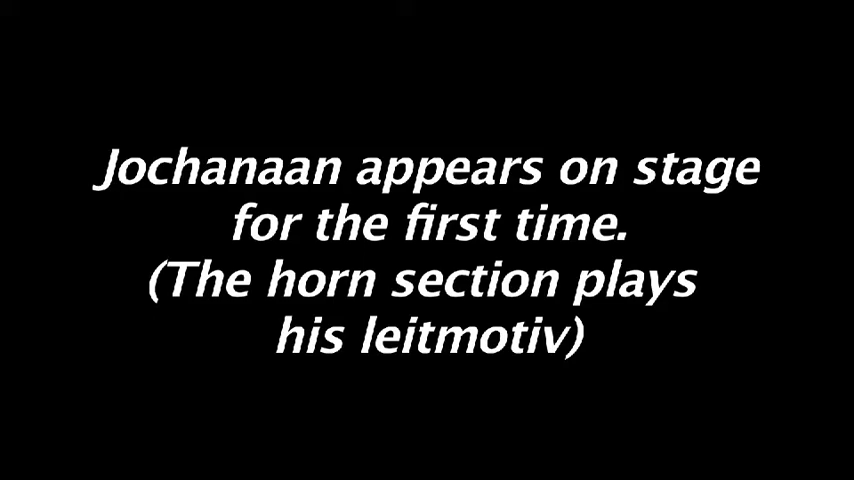 Jochanaan appears on stage
for the first time.
(The horn section plays
his leitmotiv)